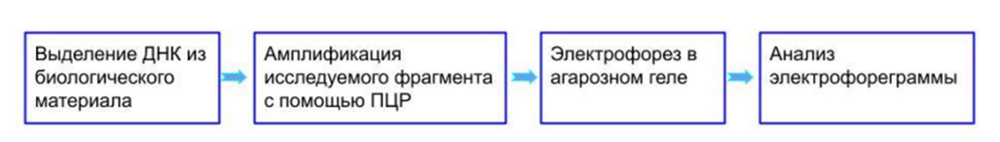 Выделение ДНК из
биологического
материала
Амплификация
исследуемого фрагмента
с помощью ПЦР
Электрофорез в
агарозном геле
Анализ
электрофореграммы